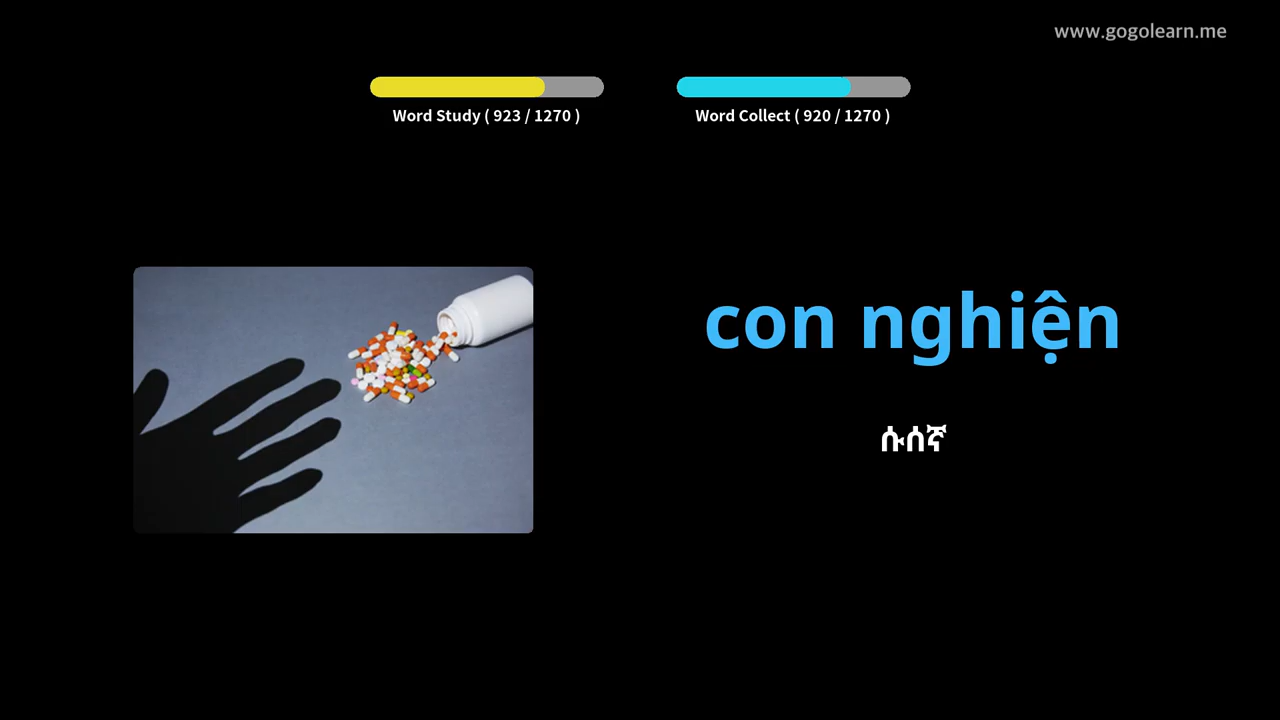 www.gogolearn.me
Word Study ( 923 / 1270 )
Word Collect ( 920 / 1270 )
con nghiện
ሱሰኛ